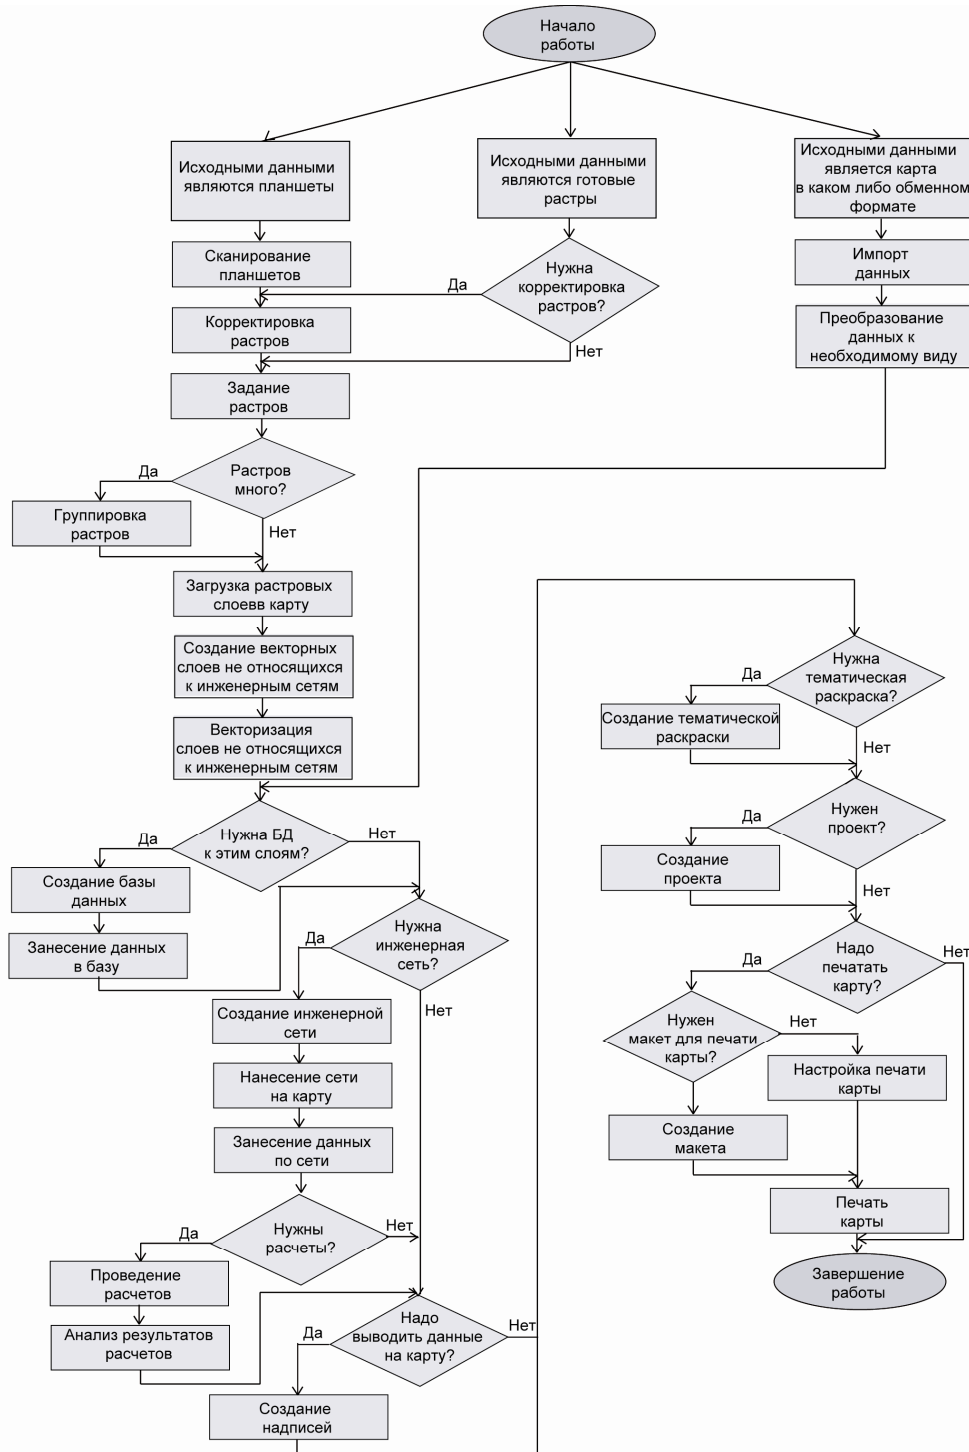 Начало
работы
Исходными данными
являются планшеты
Исходными данными
являются готовые
растры
Исходными данными
является карта
в каком либо обменном
формате
Сканирование
планшетов
Да
Нужна
корректировка
растров?
Импорт
данных
Корректировка
растров
Нет
Преобразование
данных к
необходимому виду
Задание
растров
Да
Растров
много?
Группировка
растров
Нет
Загрузка растровых
слоевв карту
Создание векторных
слоев не относящихся
к инженерным сетям
Векторизация
слоев не относящихся
к инженерным сетям
Да
Нужна БД
к этим слоям?
Нет
Создание базы
данных
Занесение данных
в базу
Да
Нужна
инженерная
сеть?
Нет
Создание инженерной
сети
Нанесение сети
на карту
Занесение данных
по сети
Да
Нужны
расчеты?
Нет
Проведение
расчетов
Анализ результатов
расчетов
Да
Надо
выводить данные
на карту?
Нет
Создание
надписей
Да
Нужна
тематическая
раскраска?
Создание тематической
раскраски
Нет
Да
Нужен
проект?
Создание
проекта
Нет
Да
Надо
печатать
карту?
Нет
Нужен
макет для печати
карты?
Нет
Настройка печати
карты
Создание
макета
Печать
карты
Завершение
работы